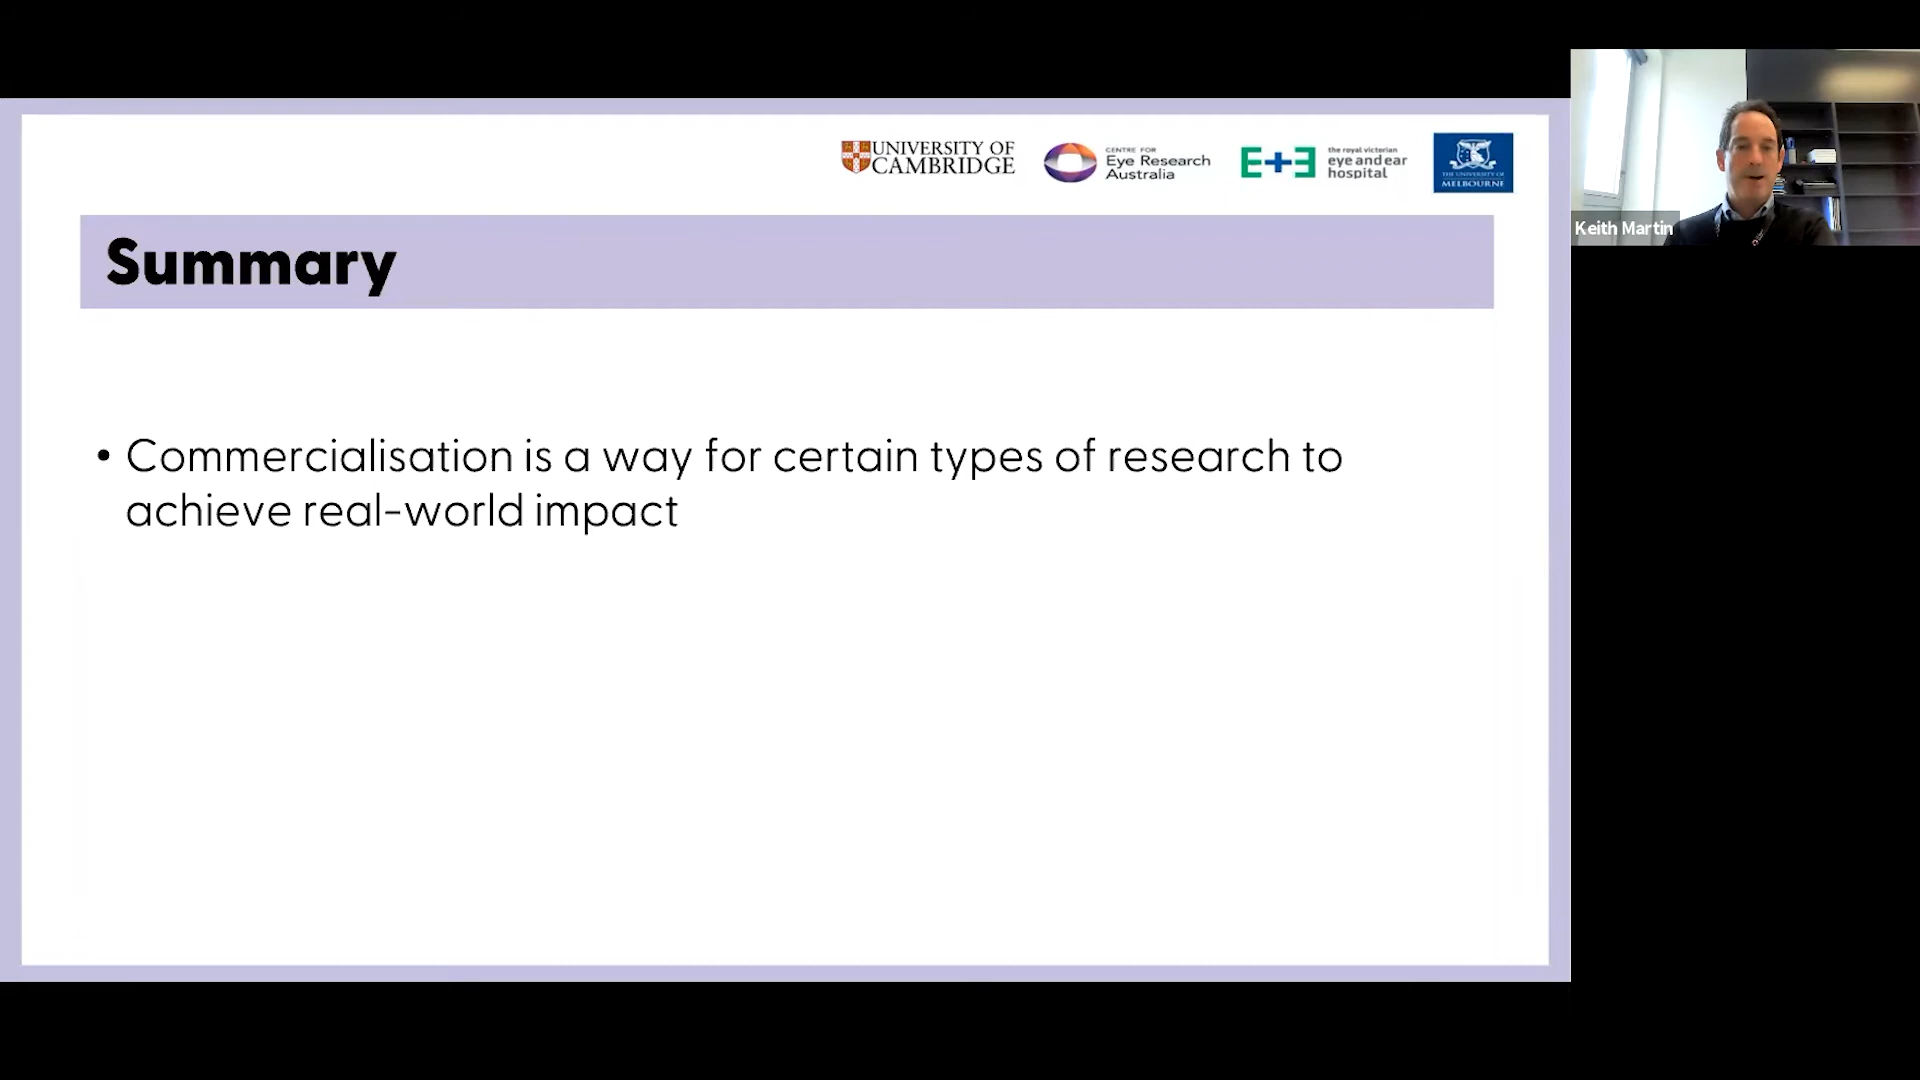 UNIVERSITY OF
CAMBRIDGE
CENTRE FOR
Eye Research
Australia
E+E
the royal victorian
eye and ear
hospital
THE UNIVERSITY OF
MELBOURNE
Keith Martin
Summary
• Commercialisation is a way for certain types of research to
achieve real-world impact